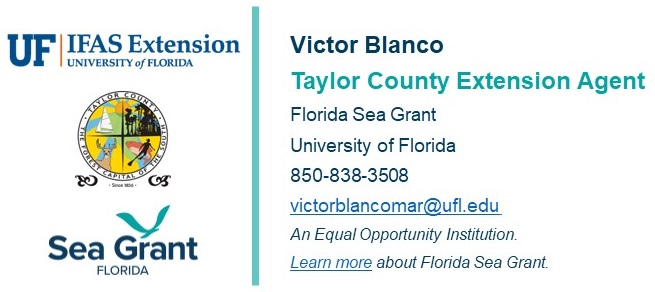 UF IFAS Extension
UNIVERSITY of FLORIDA
TAYLOR COUNTY
THE FOREST CAPITAL OF THE SOUTH
• Since 1856 •
Sea Grant
FLORIDA
Victor Blanco
Taylor County Extension Agent
Florida Sea Grant
University of Florida
850-838-3508
victorblancomar@ufl.edu
An Equal Opportunity Institution.
Learn more about Florida Sea Grant.